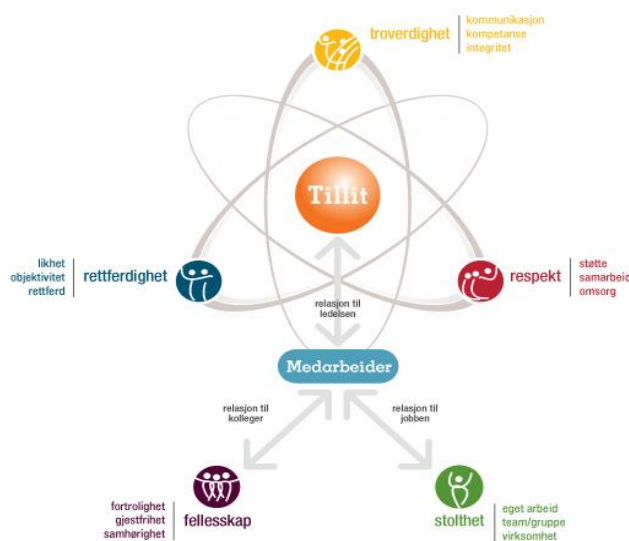 troverdighet
kommunikasjon
kompetanse
integritet
Tillit
likhet
objektivitet
rettferd
rettferdighet
respekt
støtte
samarbeid
omsorg
relasjon til
ledelsen
Medarbeider
relasjon til
kolleger
relasjon til
jobben
fortrolighet
gjestfrihet
samhørighet
fellesskap
stolthet
eget arbeid
team/gruppe
virksomhet